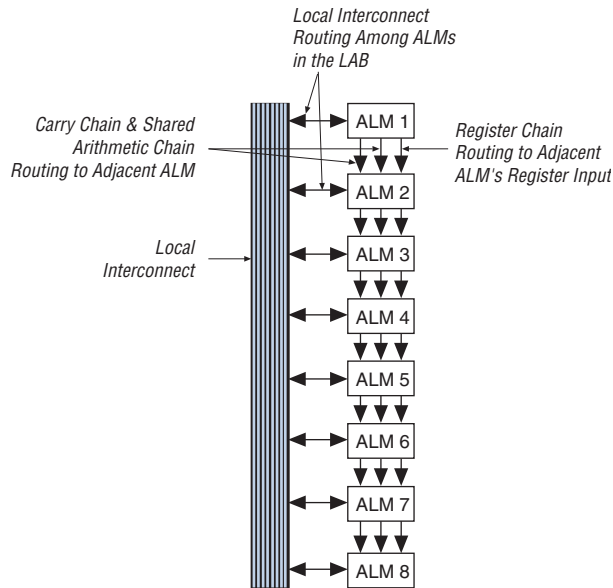 Local Interconnect
Routing Among ALMs
in the LAB
ALM 1
Carry Chain & Shared
Arithmetic Chain
Routing to Adjacent ALM
Register Chain
Routing to Adjacent
ALM's Register Input
ALM 2
Local
Interconnect
ALM 3
ALM 4
ALM 5
ALM 6
ALM 7
ALM 8